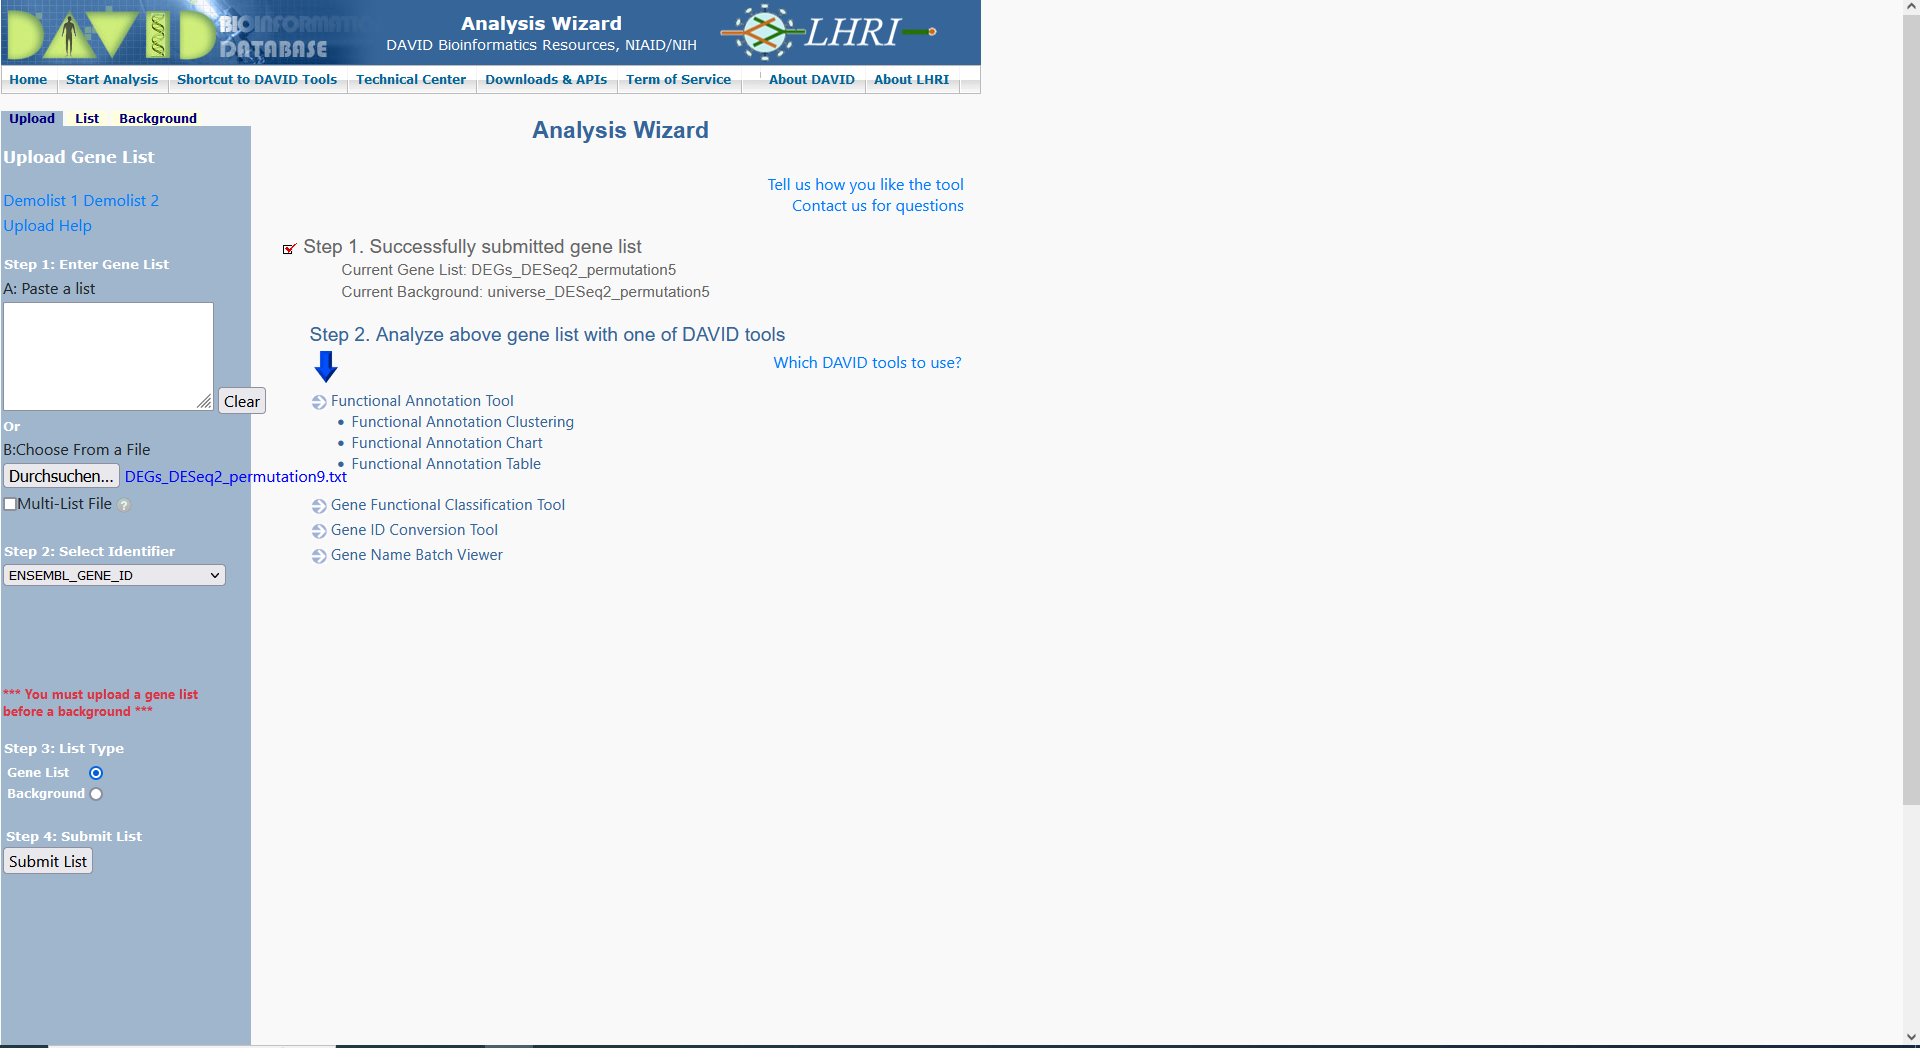 DAVID BIOINFORMATICS
DATABASE
Analysis Wizard
DAVID Bioinformatics Resources, NIAID/NIH
LHRI
Home Start Analysis Shortcut to DAVID Tools Technical Center Downloads & APIs Term of Service About DAVID About LHRI
Upload List Background
Upload Gene List
Demolist 1 Demolist 2
Upload Help
Step 1: Enter Gene List
A: Paste a list
Clear
Or
B:Choose From a File
Durchsuchen... DEGs_DESeq2_permutation9.txt
Multi-List File ?
Step 2: Select Identifier
ENSEMBL_GENE_ID
*** You must upload a gene list
before a background ***
Step 3: List Type
Gene List
Background
Step 4: Submit List
Submit List
Analysis Wizard
Tell us how you like the tool
Contact us for questions
Step 1. Successfully submitted gene list
Current Gene List: DEGs_DESeq2_permutation5
Current Background: universe_DESeq2_permutation5
Step 2. Analyze above gene list with one of DAVID tools
Which DAVID tools to use?
Functional Annotation Tool
• Functional Annotation Clustering
• Functional Annotation Chart
• Functional Annotation Table
Gene Functional Classification Tool
Gene ID Conversion Tool
Gene Name Batch Viewer